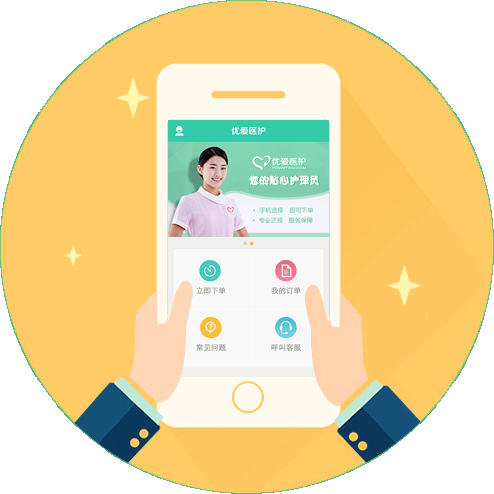 优爱医护
优爱医护
您的贴心护理员
• 手机选择 即可下单
• 专业正规 服务保障
立即下单
我的订单
常见问题
呼叫客服